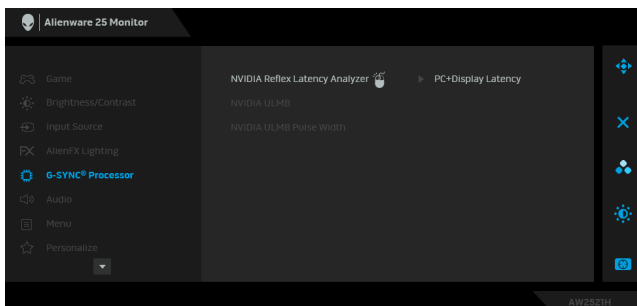 Alienware 25 Monitor
Game
NVIDIA Reflex Latency Analyzer
PC+Display Latency
Brightness/Contrast
NVIDIA ULMB
Input Source
NVIDIA ULMB Pulse Width
FX AlienFX Lighting
G-SYNC® Processor
Audio
Menu
Personalize
AW2521H